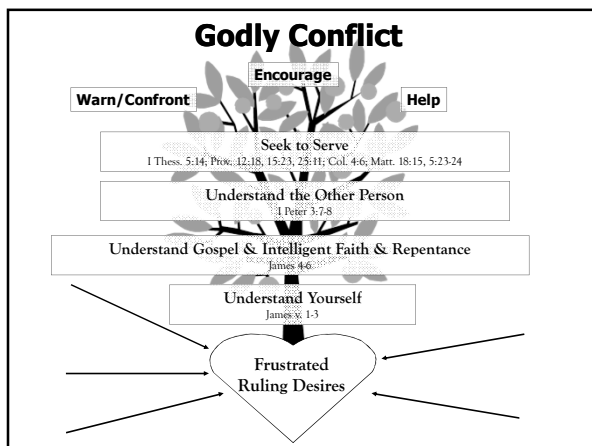 Godly Conflict
Encourage
Warn/Confront
Help
Seek to Serve
I Thess. 5:14; Prov. 12:18, 15:23, 25:11; Col. 4:6; Matt. 18:15, 5:23-24
Understand the Other Person
I Peter 3:7-8
Understand Gospel & Intelligent Faith & Repentance
James 4-6
Understand Yourself
James v. 1-3
Frustrated
Ruling Desires